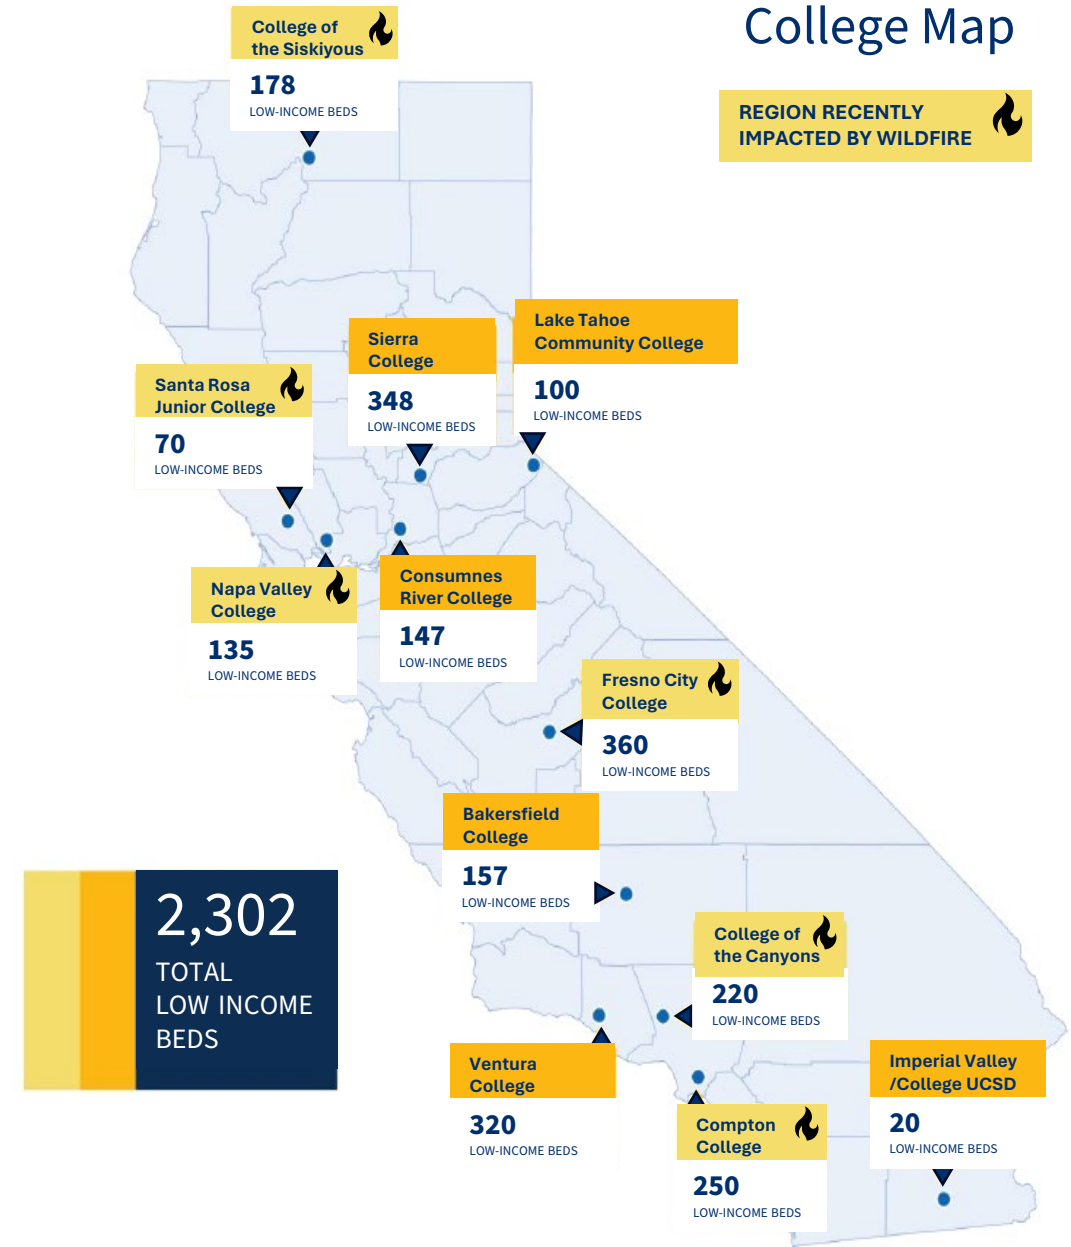 College Map
REGION RECENTLY
IMPACTED BY WILDFIRE
College of
the Siskiyous
178
LOW-INCOME BEDS
Lake Tahoe
Community College
100
LOW-INCOME BEDS
Sierra
College
348
LOW-INCOME BEDS
Santa Rosa
Junior College
70
LOW-INCOME BEDS
Napa Valley
College
135
LOW-INCOME BEDS
Consumnes
River College
147
LOW-INCOME BEDS
Fresno City
College
360
LOW-INCOME BEDS
Bakersfield
College
157
LOW-INCOME BEDS
2,302
TOTAL
LOW INCOME
BEDS
College of
the Canyons
220
LOW-INCOME BEDS
Ventura
College
320
LOW-INCOME BEDS
Imperial Valley
/College UCSD
20
LOW-INCOME BEDS
Compton
College
250
LOW-INCOME BEDS